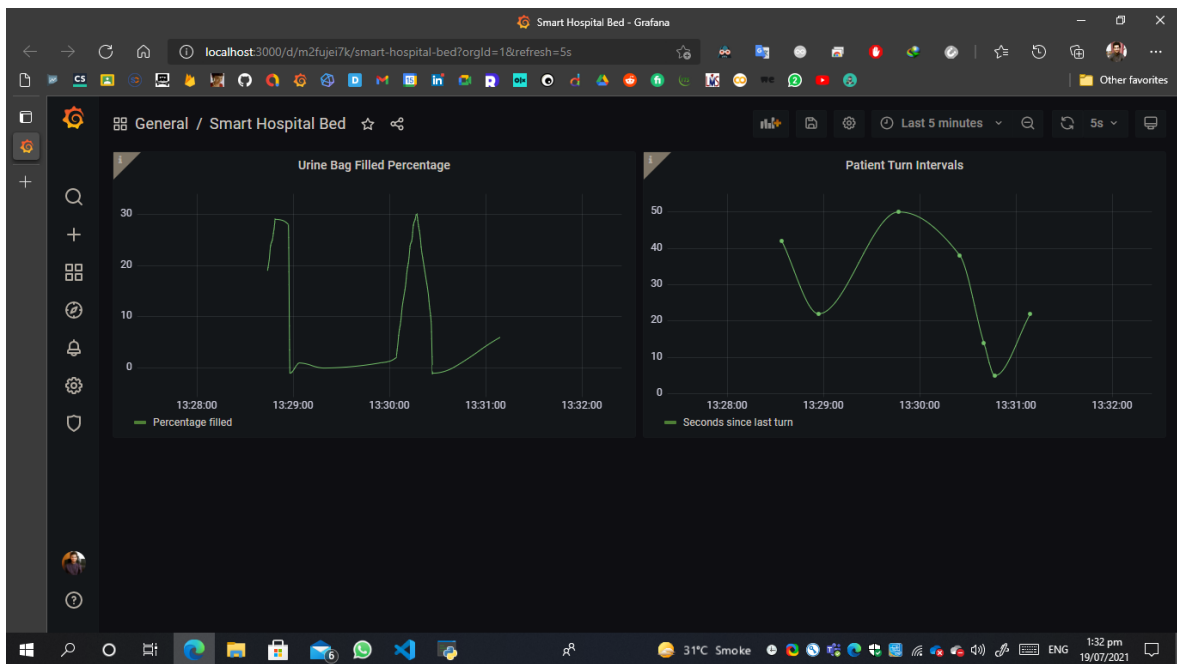 Smart Hospital Bed - Grafana
localhost:3000/d/m2fujei7k/smart-hospital-bed?orgId=1&refresh=5s
Other favorites
General / Smart Hospital Bed
Last 5 minutes
5s
Urine Bag Filled Percentage
30
20
10
0
13:28:00 13:29:00 13:30:00 13:31:00 13:32:00
Percentage filled
Patient Turn Intervals
50
40
30
20
10
0
13:28:00 13:29:00 13:30:00 13:31:00 13:32:00
Seconds since last turn
6
31°C Smoke
ENG
1:32 pm
19/07/2021